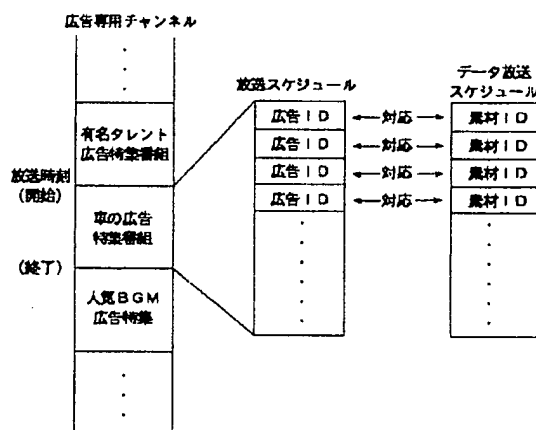 広告専用チャンネル
有名タレント
広告特集番組
放送時刻
(開始)
車の広告
特集番組
(終了)
人気BGM
広告特集
放送スケジュール
広告ID
広告ID
広告ID
広告ID
対応
対応
対応
対応
データ放送
スケジュール
素材ID
素材ID
素材ID
素材ID